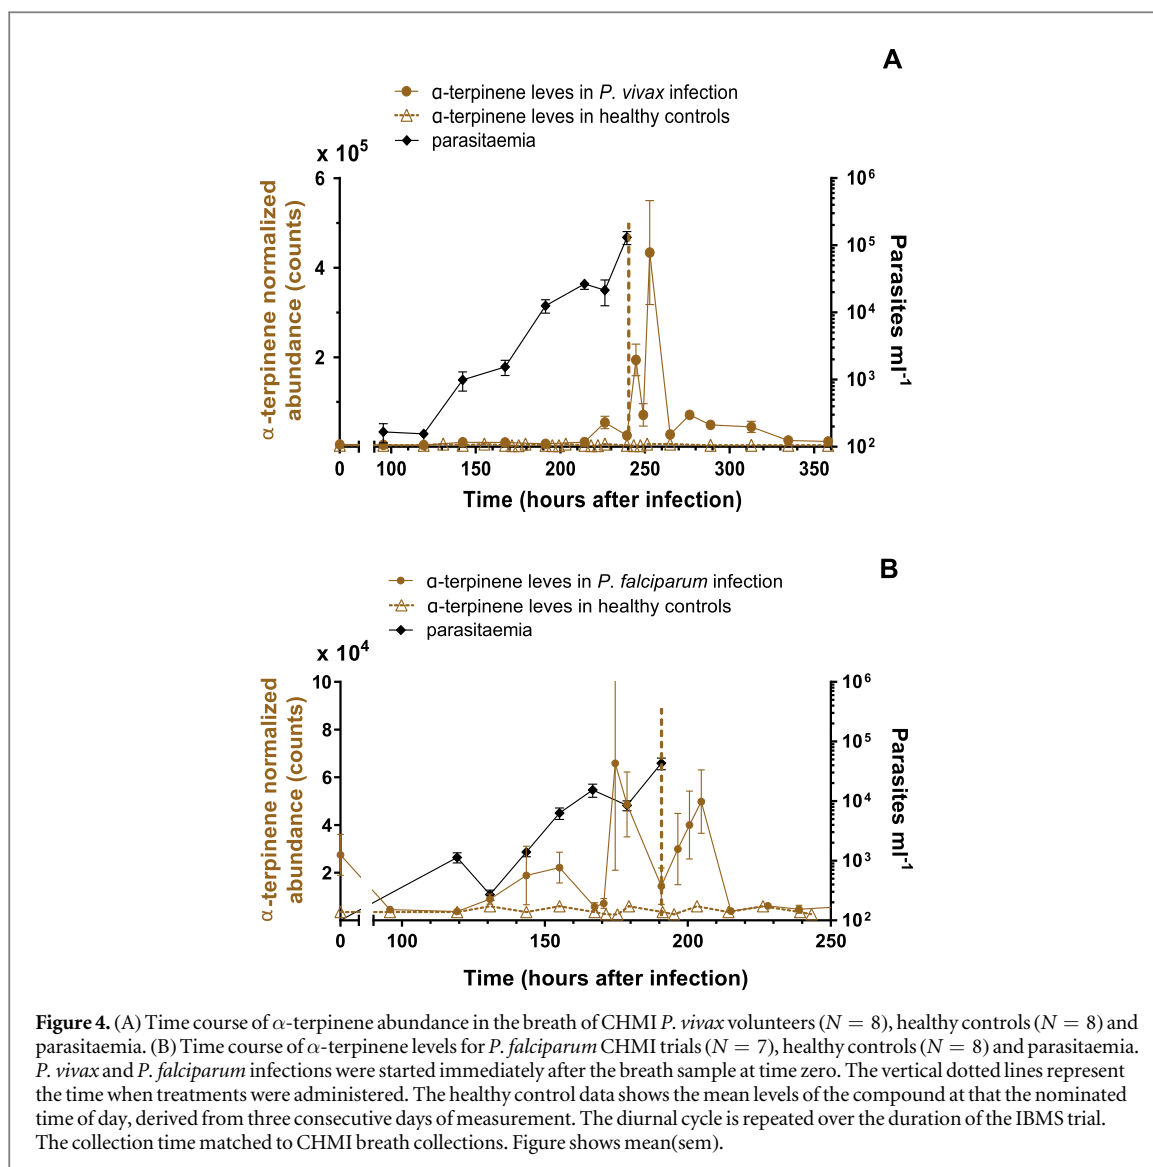 A
α-terpinene leves in P. vivax infection
α-terpinene leves in healthy controls
parasitaemia
x 10⁵
6
4
2
α-terpinene normalized
abundance (counts)
10⁶
10⁵
10⁴
10³
10²
Parasites ml⁻¹
0 100 150 200 250 300 350
Time (hours after infection)
B
α-terpinene leves in P. falciparum infection
α-terpinene leves in healthy controls
parasitaemia
x 10⁴
10
8
6
4
2
α-terpinene normalized
abundance (counts)
10⁶
10⁵
10⁴
10³
10²
Parasites ml⁻¹
0 100 150 200 250
Time (hours after infection)
Figure 4. (A) Time course of α-terpinene abundance in the breath of CHMI P. vivax volunteers (N = 8), healthy controls (N = 8) and
parasitaemia. (B) Time course of α-terpinene levels for P. falciparum CHMI trials (N = 7), healthy controls (N = 8) and parasitaemia.
P. vivax and P. falciparum infections were started immediately after the breath sample at time zero. The vertical dotted lines represent
the time when treatments were administered. The healthy control data shows the mean levels of the compound at that the nominated
time of day, derived from three consecutive days of measurement. The diurnal cycle is repeated over the duration of the IBMS trial.
The collection time matched to CHMI breath collections. Figure shows mean(sem).